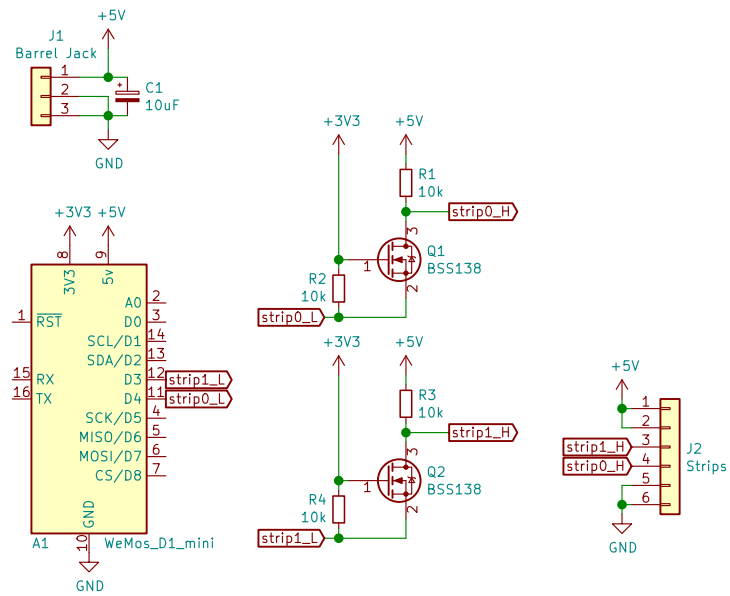 +5V
J1
Barrel Jack
1
2
3
C1
10uF
GND
+3V3
+5V
R1
10k
strip0_H
3
Q1
BSS138
1
R2
10k
2
strip0_L
+3V3
+5V
R3
10k
strip1_H
3
Q2
BSS138
1
R4
10k
2
strip1_L
+3V3
+5V
8
9
3V3
5v
A0
2
1
RST
D0
3
SCL/D1
14
SDA/D2
13
15
RX
D3
12
strip1_L
16
TX
D4
11
strip0_L
SCK/D5
4
MISO/D6
5
MOSI/D7
6
CS/D8
7
GND
10
A1
WeMos_D1_mini
GND
+5V
1
2
strip1_H
3
strip0_H
4
5
6
J2
Strips
GND